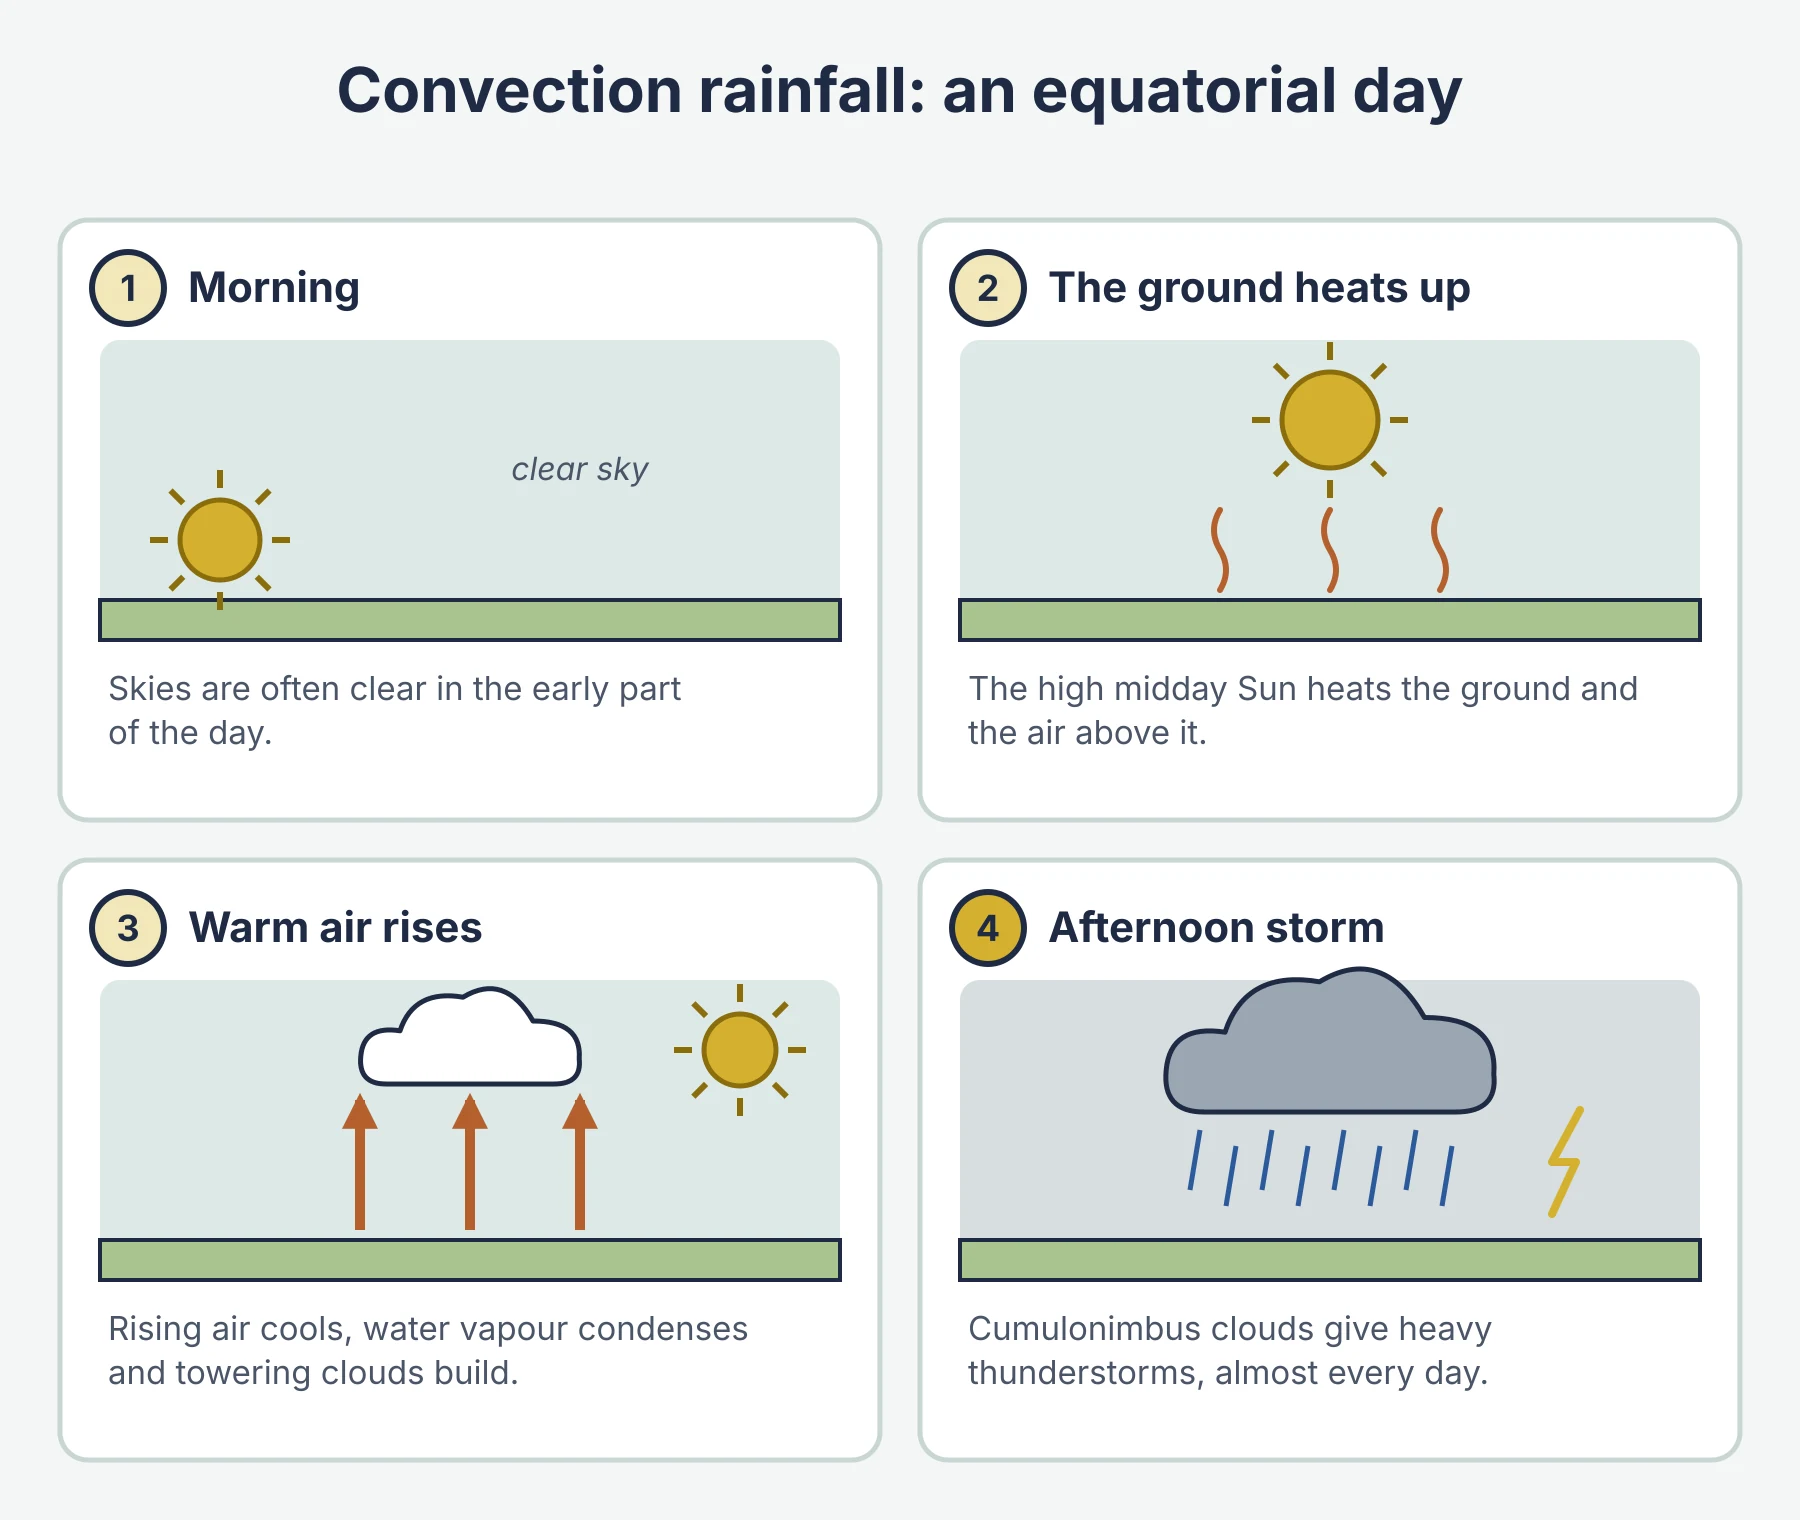 Convection rainfall: an equatorial day
1 Morning
clear sky
Skies are often clear in the early part
of the day.
2 The ground heats up
The high midday Sun heats the ground and
the air above it.
3 Warm air rises
Rising air cools, water vapour condenses
and towering clouds build.
4 Afternoon storm
Cumulonimbus clouds give heavy
thunderstorms, almost every day.